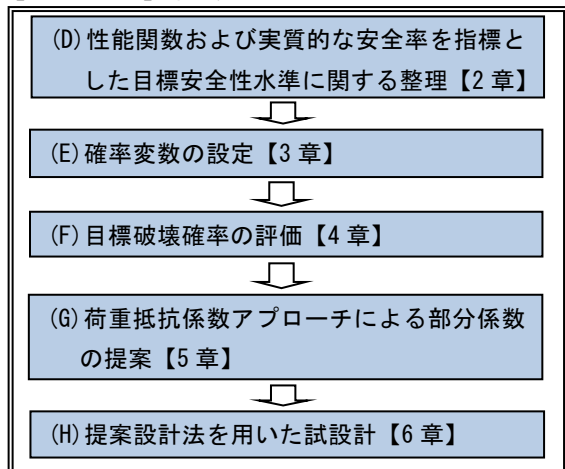 (D)性能関数および実質的な安全率を指標と
した目標安全性水準に関する整理【2 章】
(E)確率変数の設定【3 章】
(F)目標破壊確率の評価【4 章】
(G)荷重抵抗係数アプローチによる部分係数
の提案【5 章】
(H)提案設計法を用いた試設計【6 章】